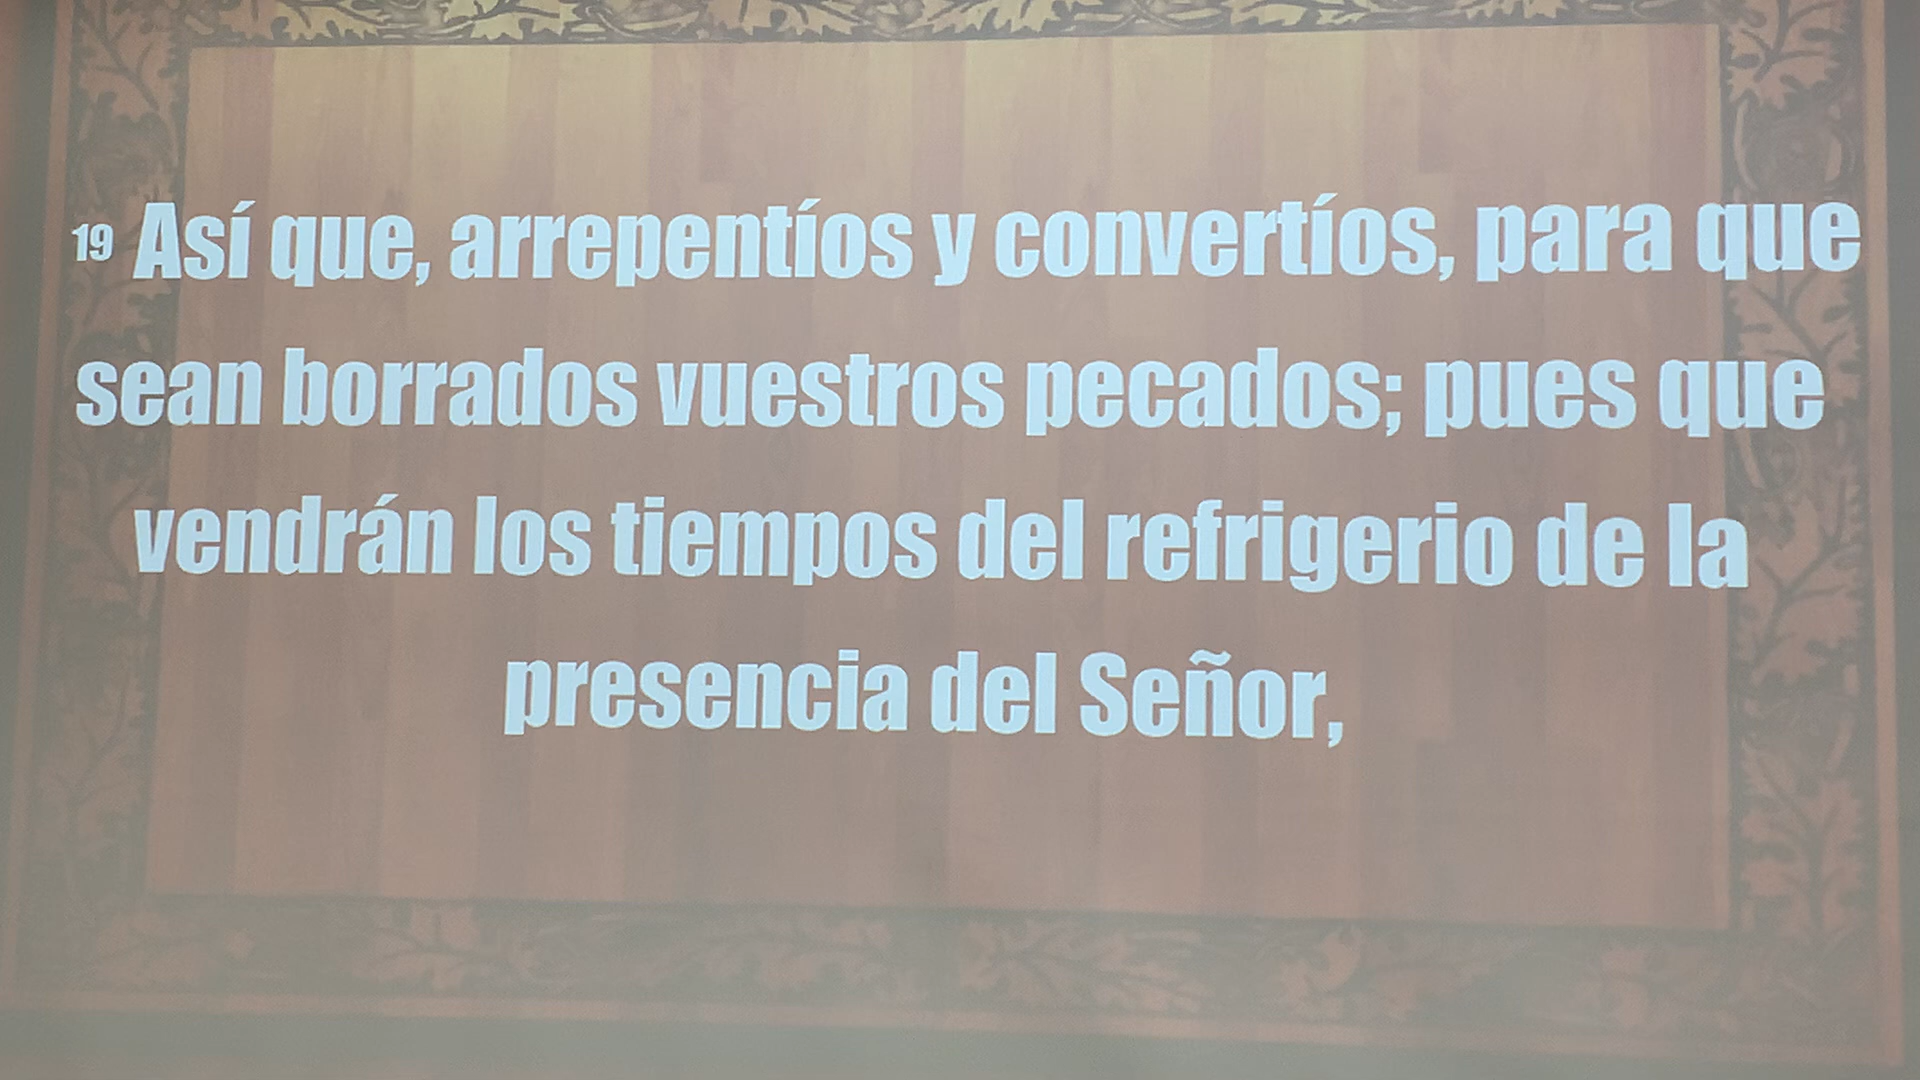 19 Así que, arrepentíos y convertíos, para que
sean borrados vuestros pecados; pues que
vendrán los tiempos del refrigerio de la
presencia del Señor,